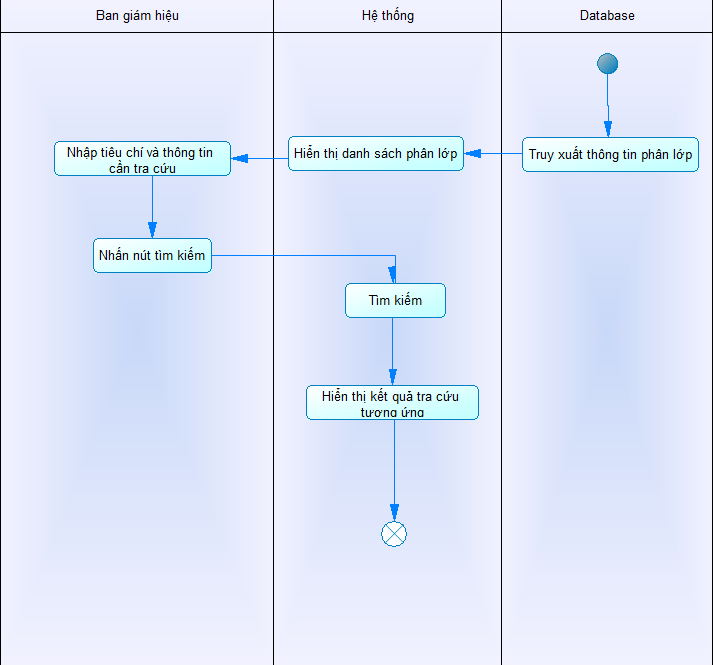 Ban giám hiệu
Hệ thống
Database
Nhập tiêu chí và thông tin
cần tra cứu
Hiển thị danh sách phân lớp
Truy xuất thông tin phân lớp
Nhấn nút tìm kiếm
Tìm kiếm
Hiển thị kết quả tra cứu
tương ứng